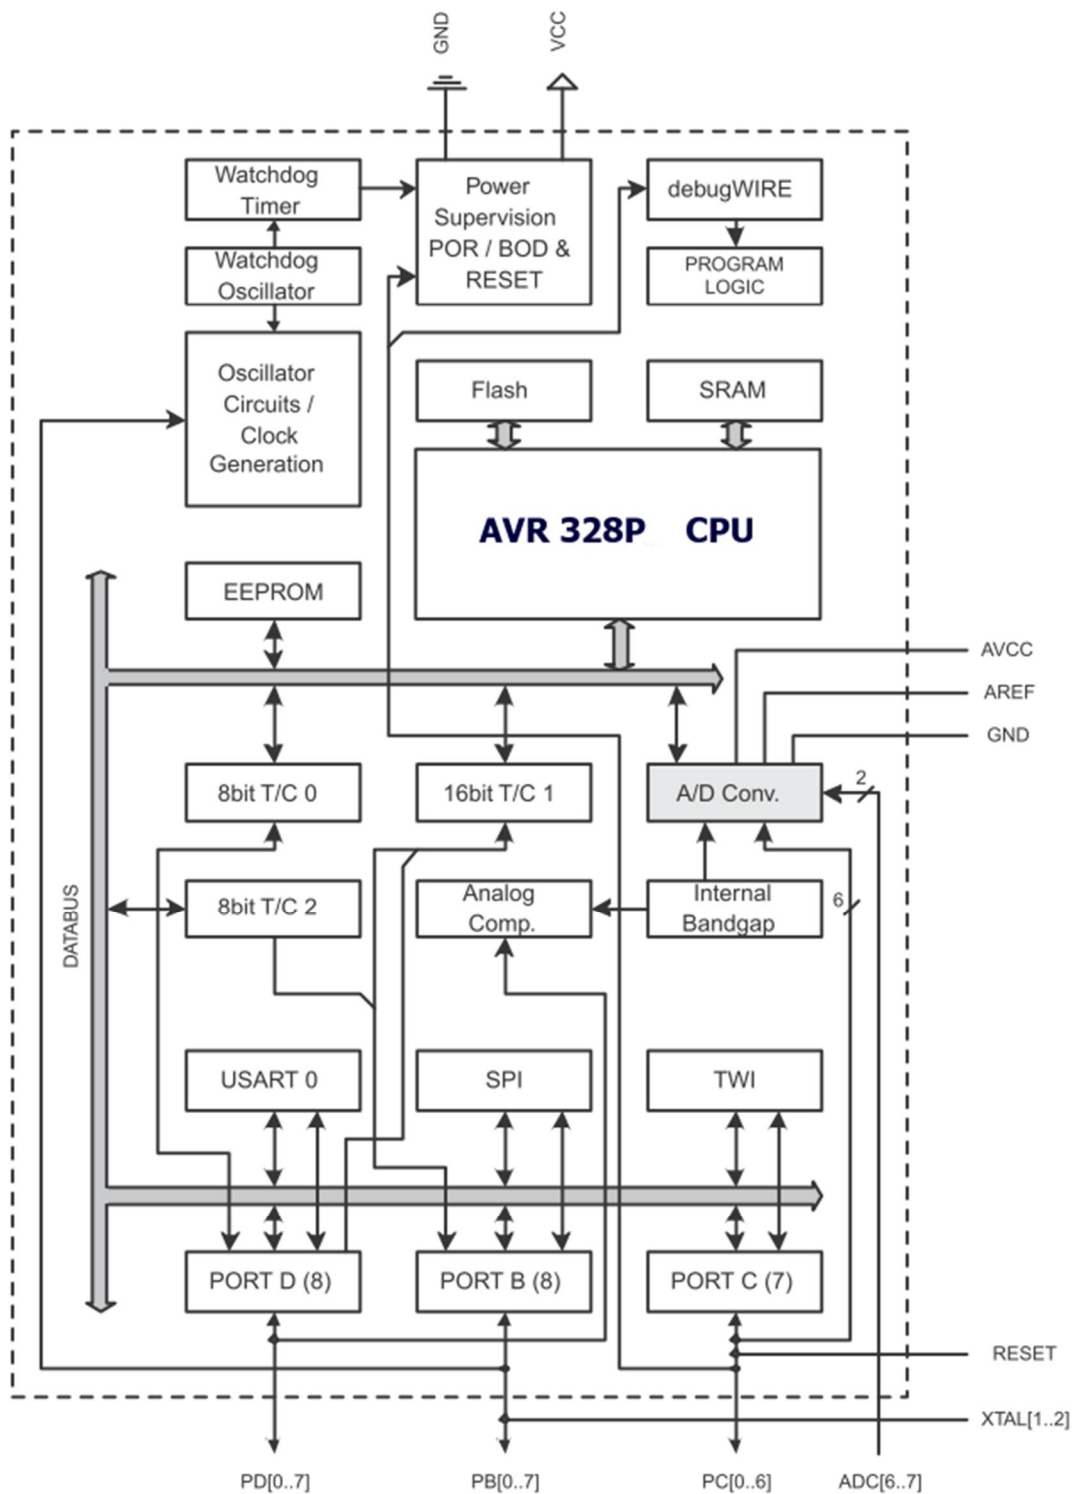 GND
VCC
Watchdog
Timer
Power
Supervision
POR / BOD &
RESET
debugWIRE
Watchdog
Oscillator
PROGRAM
LOGIC
Oscillator
Circuits /
Clock
Generation
Flash
SRAM
AVR 328P CPU
EEPROM
AVCC
AREF
GND
8bit T/C 0
16bit T/C 1
A/D Conv.
2
DATABUS
8bit T/C 2
Analog
Comp.
Internal
Bandgap
6
USART 0
SPI
TWI
PORT D (8)
PORT B (8)
PORT C (7)
RESET
XTAL[1..2]
PD[0..7]
PB[0..7]
PC[0..6]
ADC[6..7]